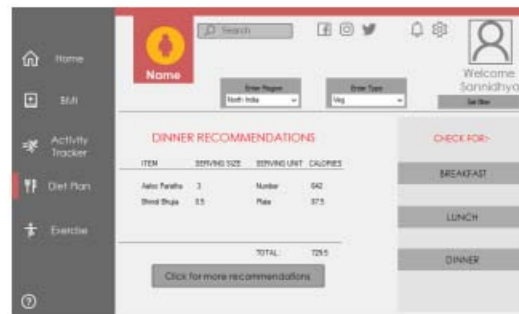 Search
Name
Enter Region
Enter Type
North India
Veg
Welcome
Sannidhya
Home
BMI
Activity
Tracker
Diet Plan
Exercise
DINNER RECOMMENDATIONS
ITEM SERVING SIZE SERVING UNIT CALORIES
Aaloo Paratha 3 Number 642
Bhindi Bhujia 0.5 Plate 87.5
TOTAL: 729.5
Click for more recommendations
CHECK FOR:-
BREAKFAST
LUNCH
DINNER